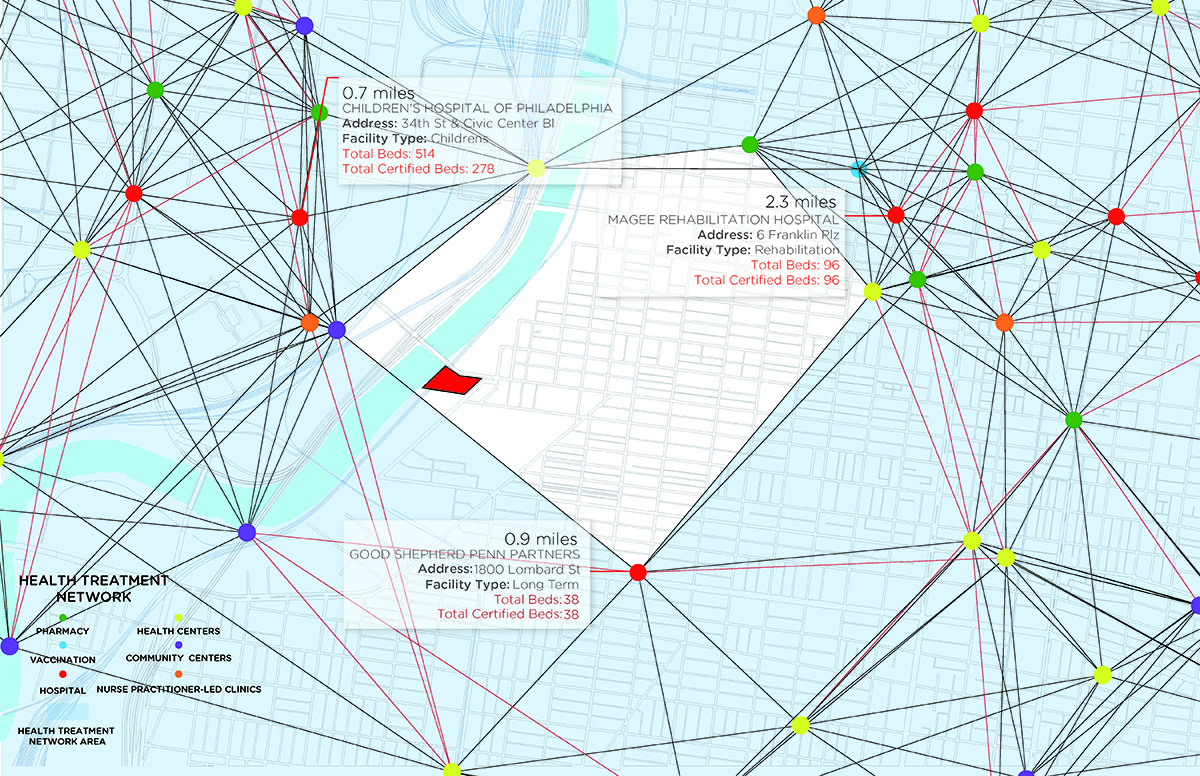 0.7 miles
CHILDREN'S HOSPITAL OF PHILADELPHIA
Address: 34th St & Civic Center Bl
Facility Type: Childrens
Total Beds: 514
Total Certified Beds: 278
2.3 miles
MAGEE REHABILITATION HOSPITAL
Address: 6 Franklin Plz
Facility Type: Rehabilitation
Total Beds: 96
Total Certified Beds: 96
0.9 miles
GOOD SHEPHERD PENN PARTNERS
Address:1800 Lombard St
Facility Type: Long Term
Total Beds:38
Total Certified Beds:38
HEALTH TREATMENT
NETWORK
PHARMACY
HEALTH CENTERS
VACCINATION
COMMUNITY CENTERS
HOSPITAL
NURSE PRACTITIONER-LED CLINICS
HEALTH TREATMENT
NETWORK AREA